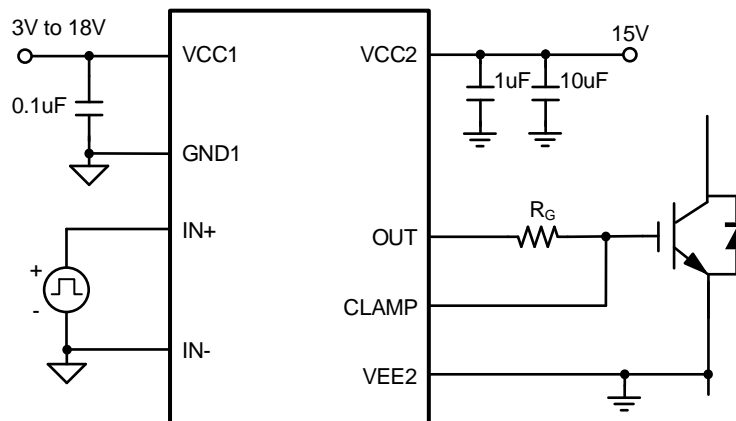 3V to 18V
0.1uF
VCC1
GND1
IN+
+
-
IN-
VCC2
15V
1uF
10uF
OUT
RG
CLAMP
VEE2